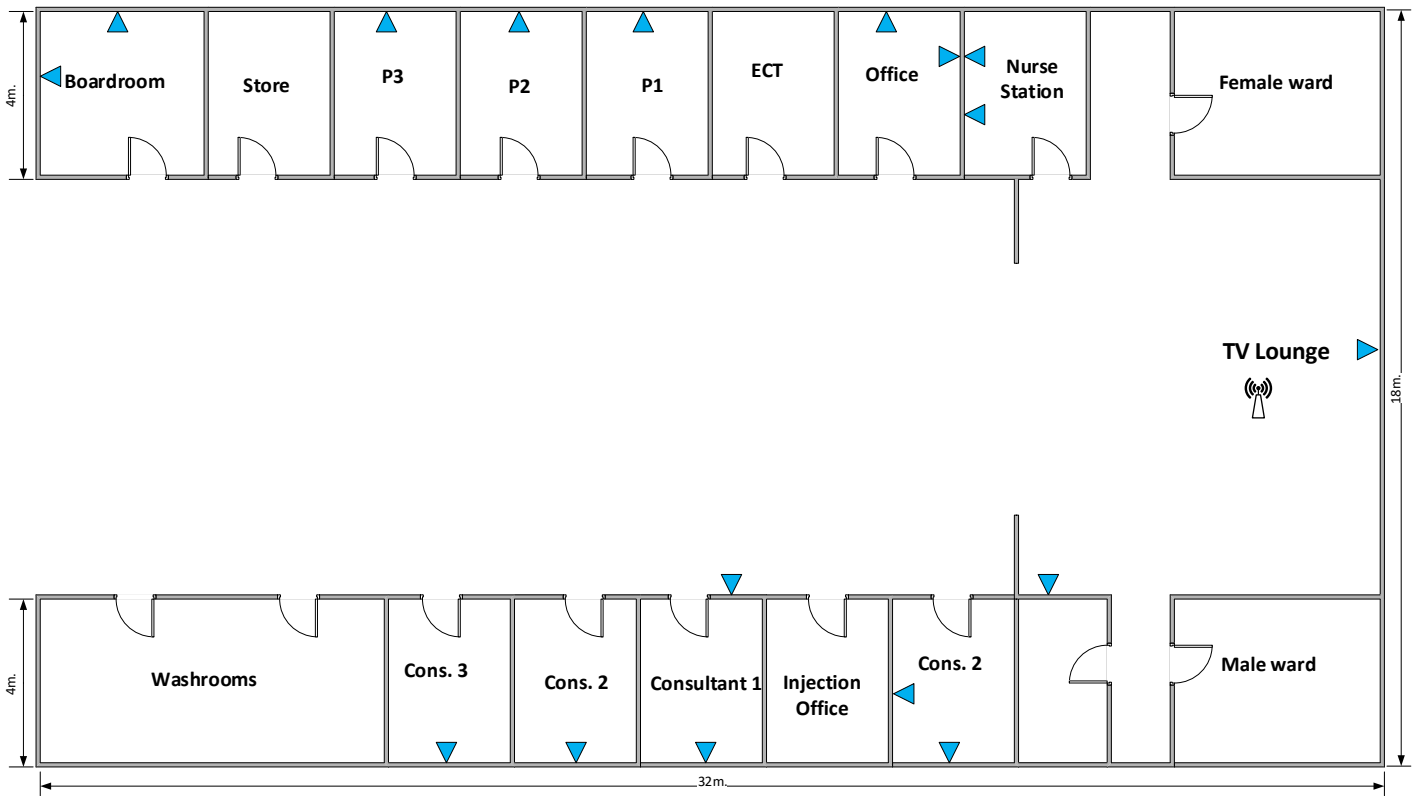 4m.
Boardroom
Store
P3
P2
P1
ECT
Office
Nurse
Station
Female ward
TV Lounge
18m.
4m.
Washrooms
Cons. 3
Cons. 2
Consultant 1
Injection
Office
Cons. 2
Male ward
32m.